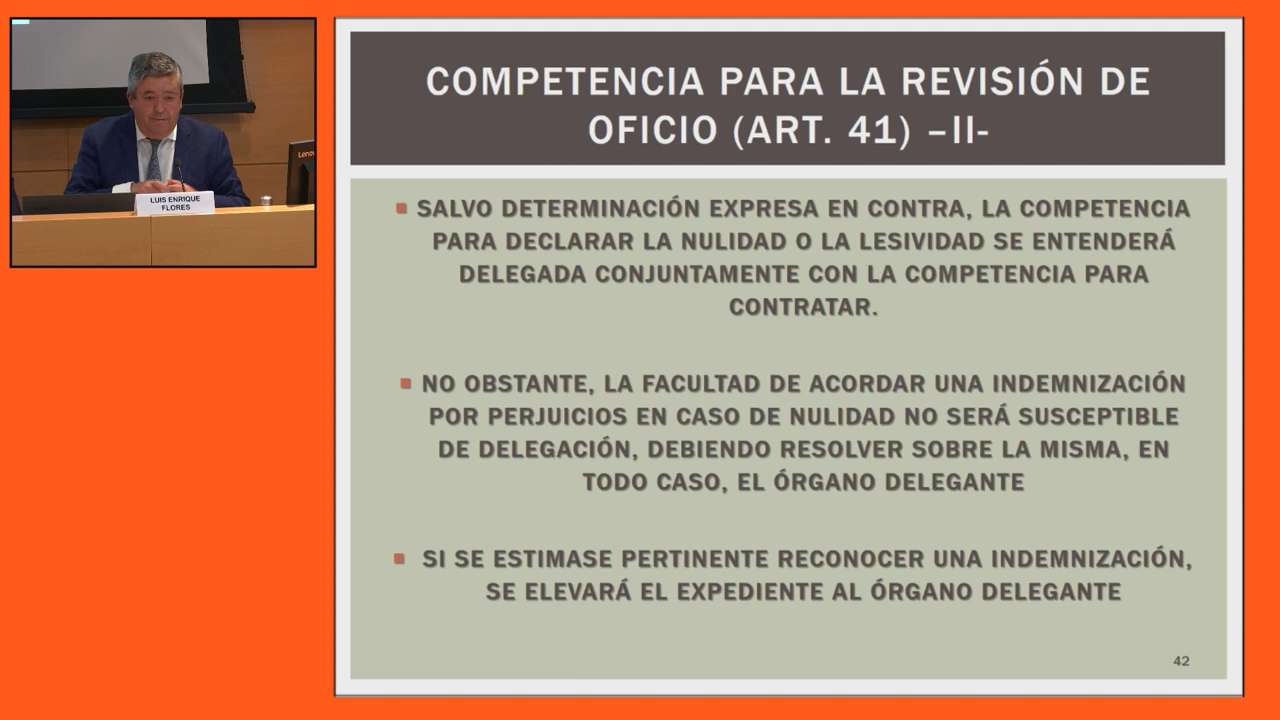 Lenovo
LUIS ENRIQUE
FLORES
COMPETENCIA PARA LA REVISIÓN DE
OFICIO (ART. 41) –II-
SALVO DETERMINACIÓN EXPRESA EN CONTRA, LA COMPETENCIA
PARA DECLARAR LA NULIDAD O LA LESIVIDAD SE ENTENDERÁ
DELEGADA CONJUNTAMENTE CON LA COMPETENCIA PARA
CONTRATAR.
NO OBSTANTE, LA FACULTAD DE ACORDAR UNA INDEMNIZACIÓN
POR PERJUICIOS EN CASO DE NULIDAD NO SERÁ SUSCEPTIBLE
DE DELEGACIÓN, DEBIENDO RESOLVER SOBRE LA MISMA, EN
TODO CASO, EL ÓRGANO DELEGANTE
SI SE ESTIMASE PERTINENTE RECONOCER UNA INDEMNIZACIÓN,
SE ELEVARÁ EL EXPEDIENTE AL ÓRGANO DELEGANTE
42